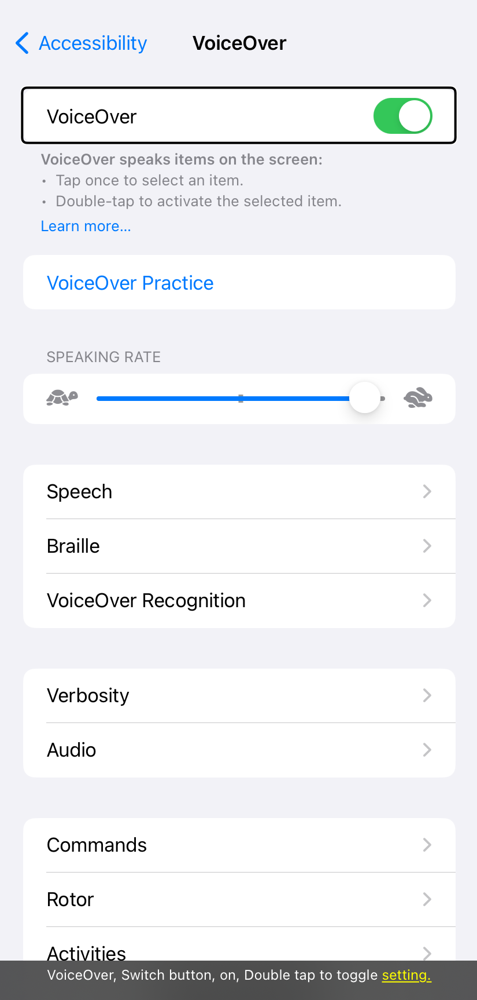 Accessibility
VoiceOver
VoiceOver
VoiceOver speaks items on the screen:
• Tap once to select an item.
• Double-tap to activate the selected item.
Learn more...
VoiceOver Practice
SPEAKING RATE
Speech
Braille
VoiceOver Recognition
Verbosity
Audio
Commands
Rotor
Activities
VoiceOver, Switch button, on, Double tap to toggle setting.